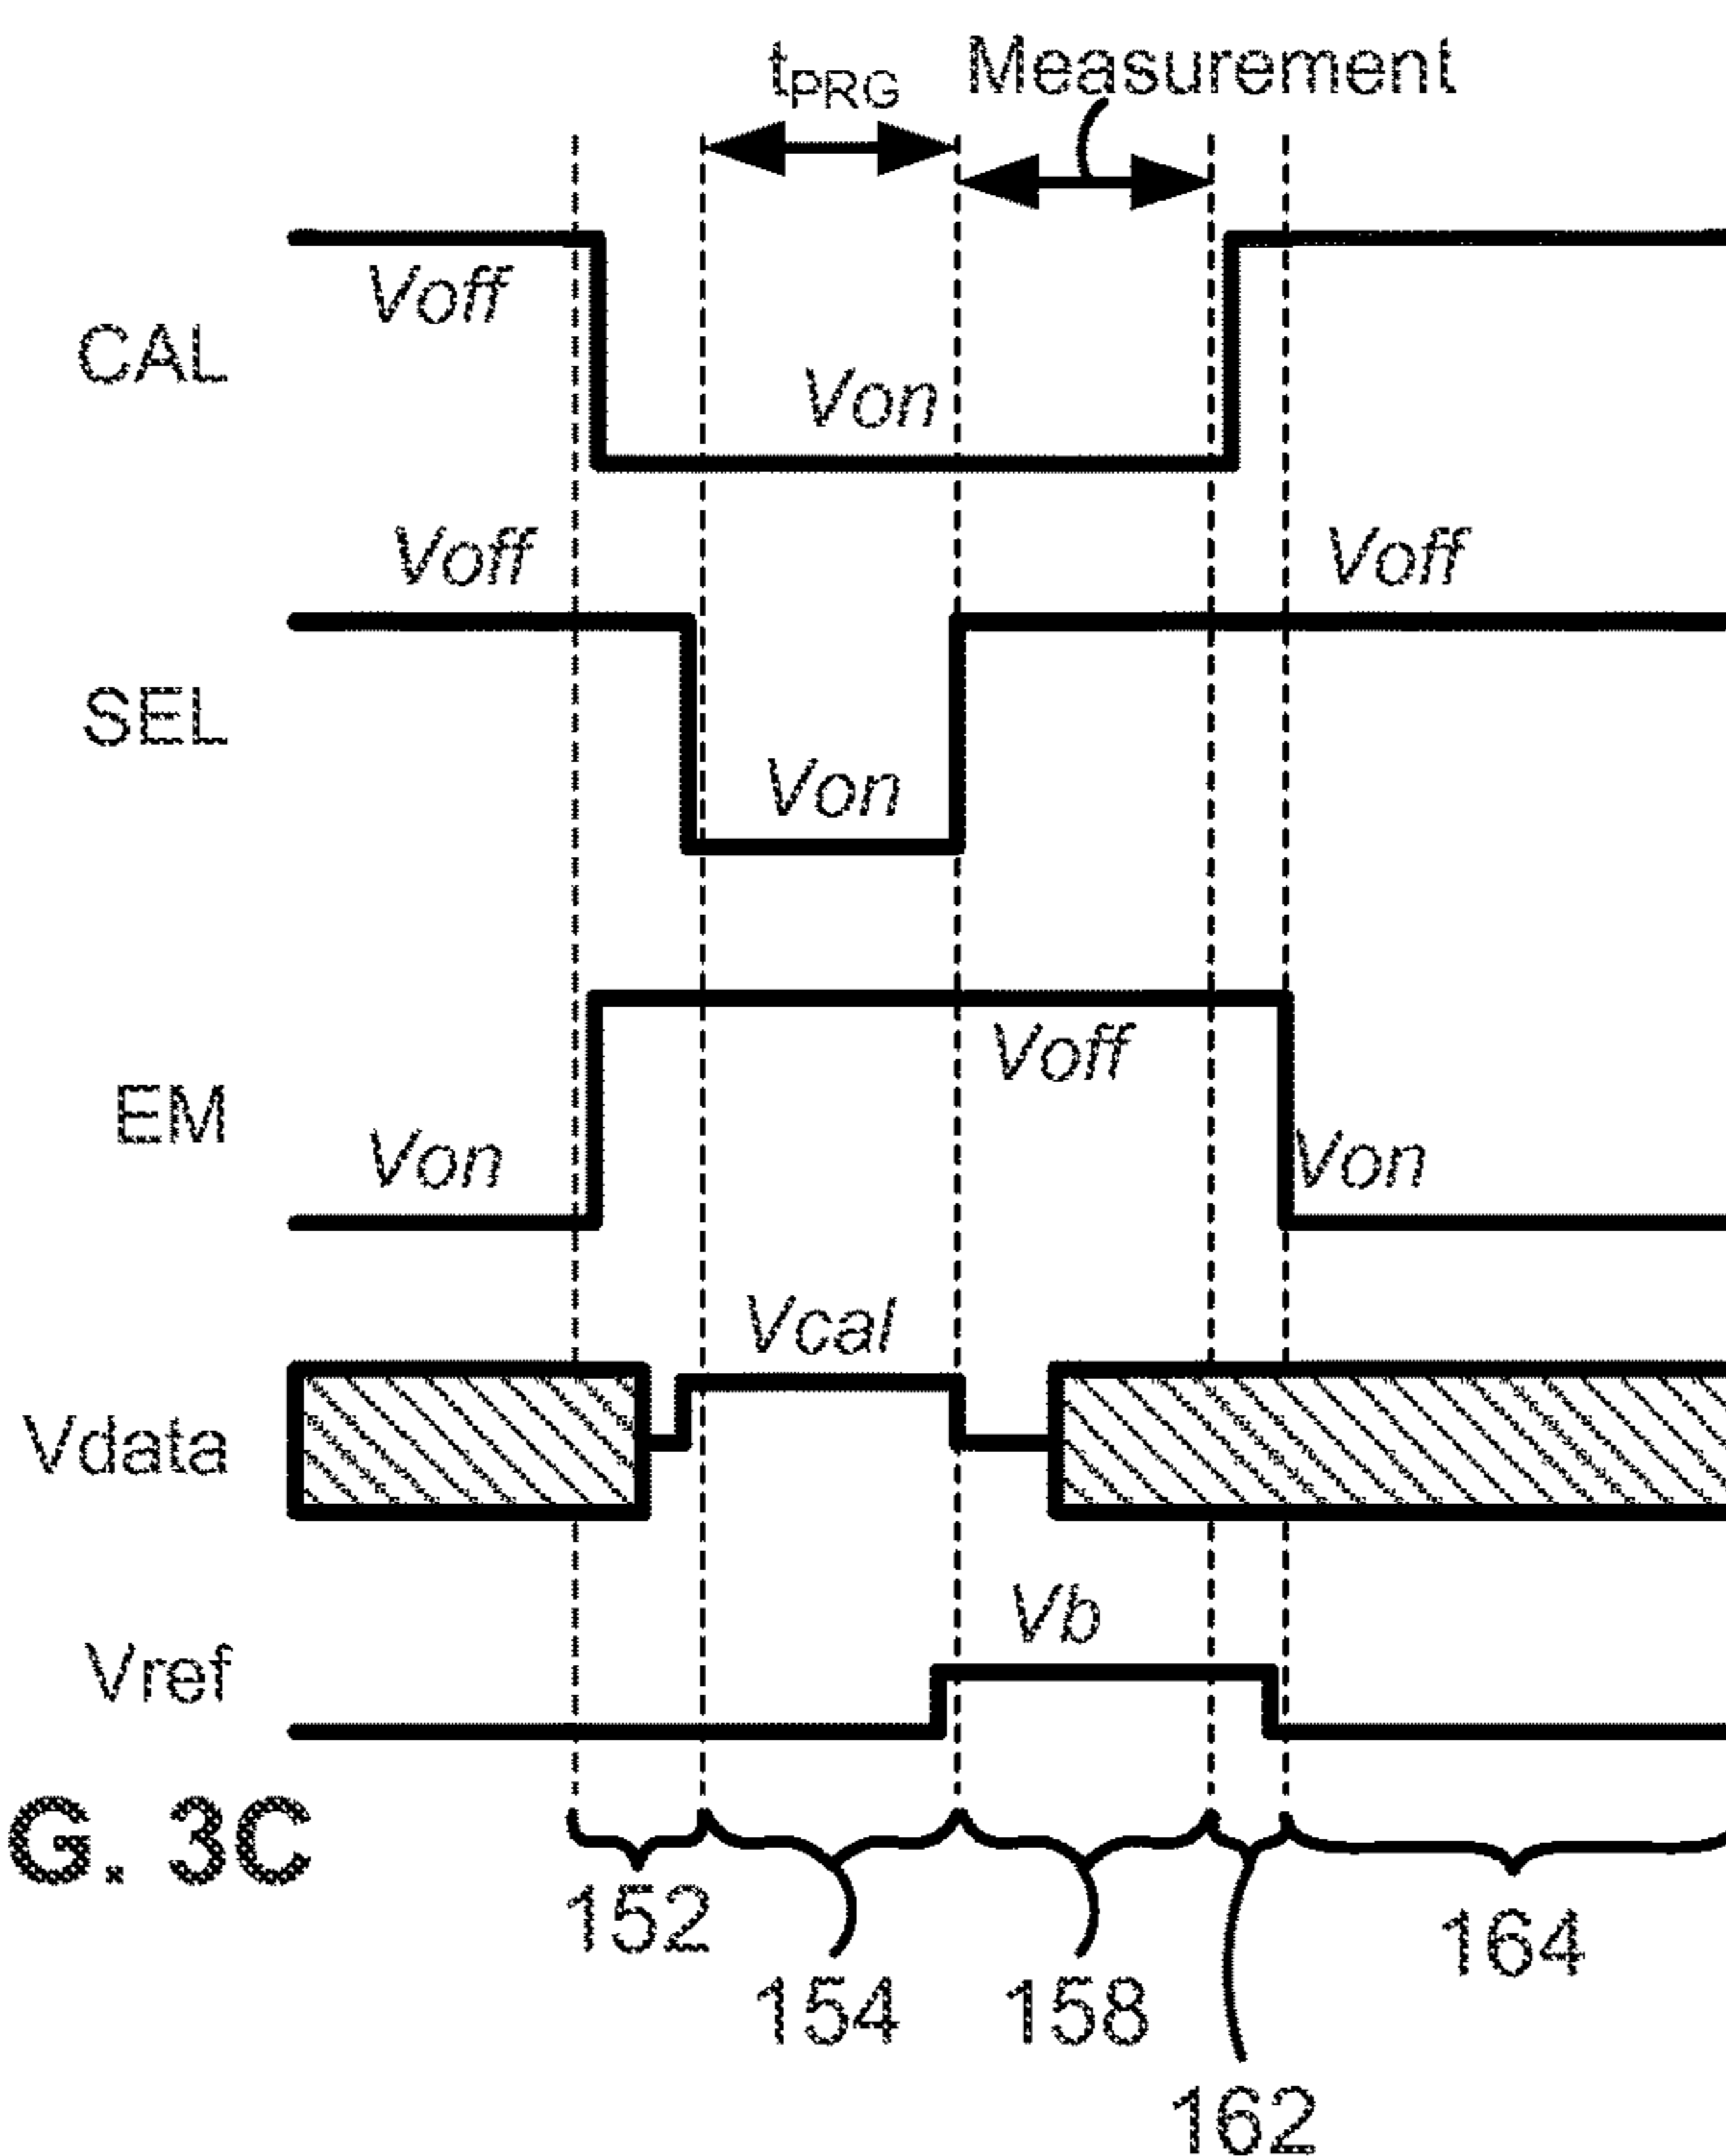 tPRG Measurement
Voff
CAL
Von
Voff Voff
SEL
Von
Voff
EM
Von Von
Vcal
Vdata
Vb
Vref
G. 3C
152
164
154 158
162